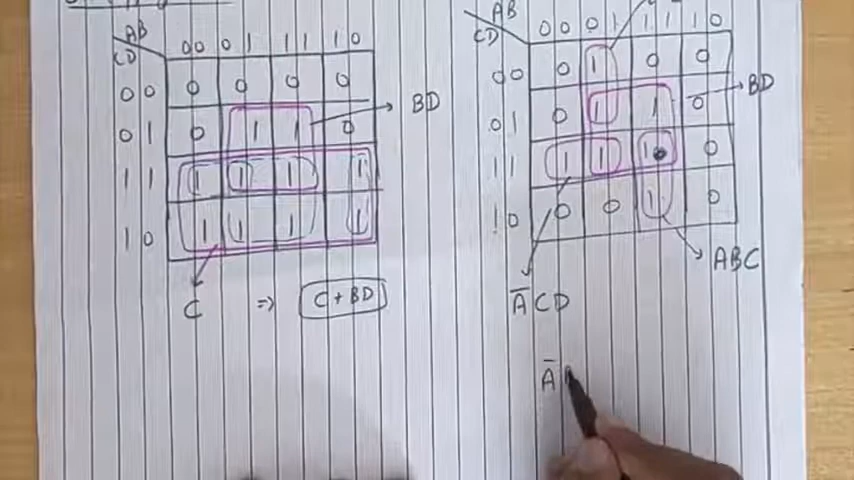 AB
CD
00 01 11 10
00 0 0 0 0
01 0 1 1 0
11 1 1 1 1
10 1 1 1 1
BD
C ⇒ C + BD
AB
CD
00 01 11 10
00 0 1 0 0
01 0 1 1 0
11 1 1 1 0
10 0 0 1 0
BD
ABC
A̅CD
A̅